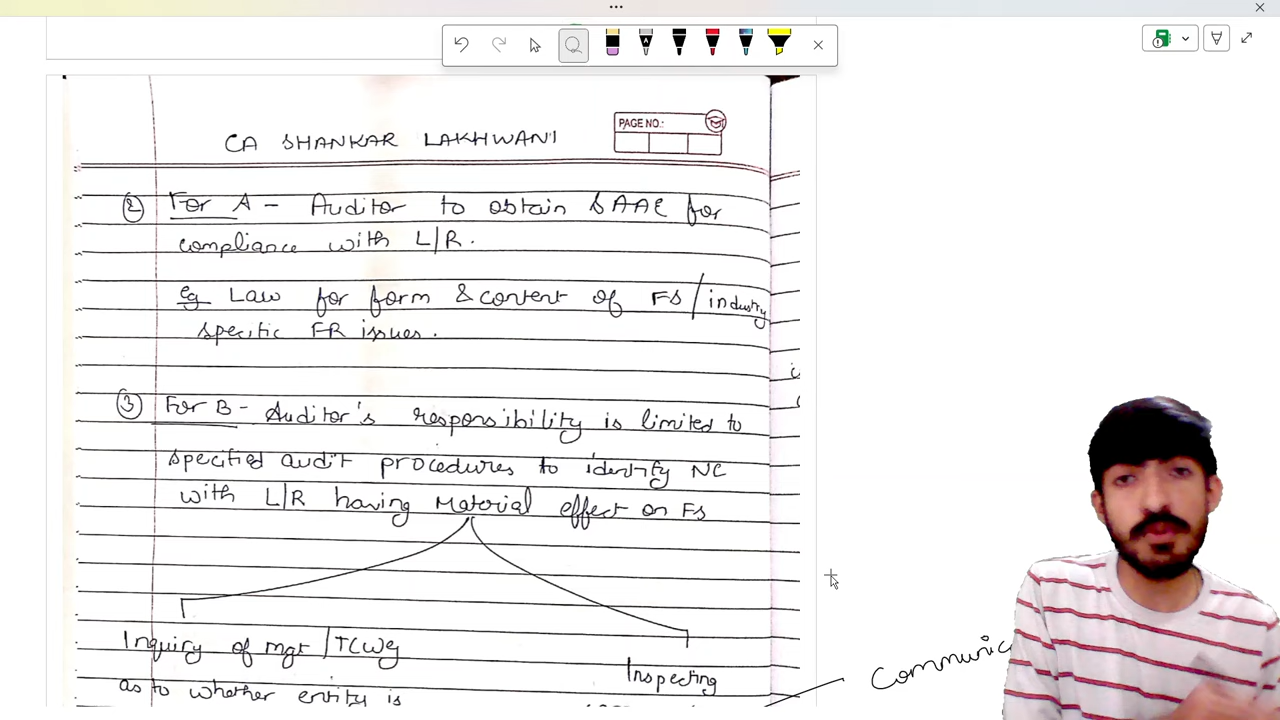 CA SHANKAR LAKHWANI
PAGE NO.:
② For A - Auditor to obtain SAAE for
compliance with L/R.
eg Law for form & content of FS / industry
specific FR issues.
③ For B - Auditor's responsibility is limited to
specified audit procedures to identify NC
with L/R having Material effect on FS
Inquiry of mgt / TCWG
as to whether entity is
Inspecting
Communic